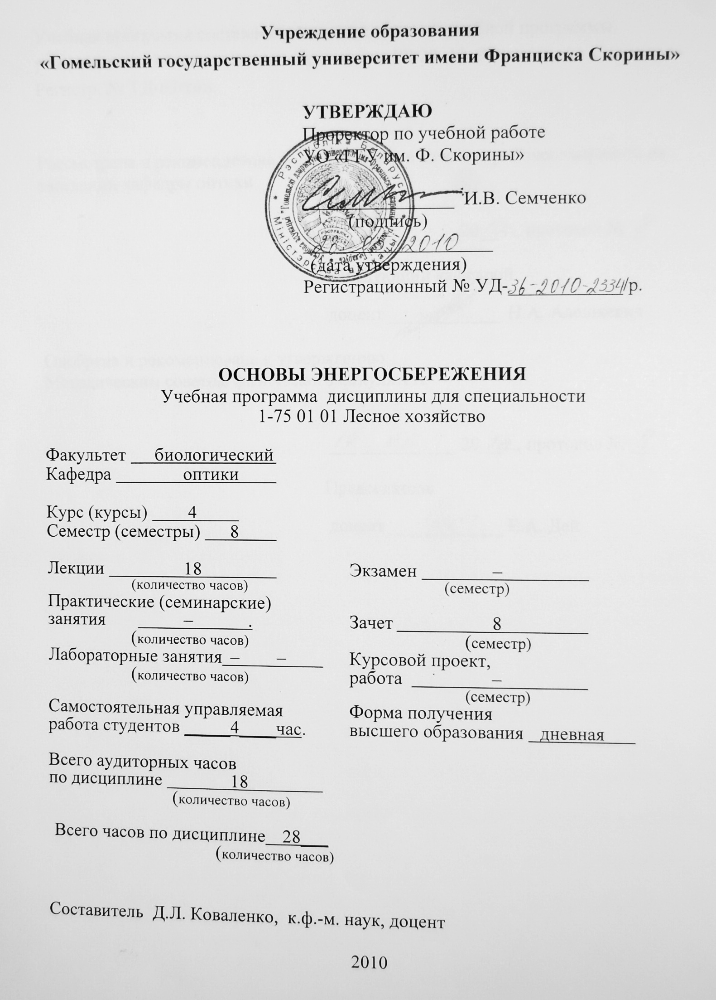 Учреждение образования
«Гомельский государственный университет имени Франциска Скорины»
УТВЕРЖДАЮ
Проректор по учебной работе
УО «ГГУ им. Ф. Скорины»
И.В. Семченко
(подпись)
2010
(дата утверждения)
Регистрационный № УД-36-2010-2334/р.
ОСНОВЫ ЭНЕРГОСБЕРЕЖЕНИЯ
Учебная программа дисциплины для специальности
1-75 01 01 Лесное хозяйство
Факультет биологический
Кафедра оптики
Курс (курсы) 4
Семестр (семестры) 8
Лекции 18
(количество часов)
Практические (семинарские)
занятия – .
(количество часов)
Лабораторные занятия – –
(количество часов)
Самостоятельная управляемая
работа студентов 4 час.
Всего аудиторных часов
по дисциплине 18
(количество часов)
Всего часов по дисциплине 28
(количество часов)
Экзамен –
(семестр)
Зачет 8
(семестр)
Курсовой проект,
работа –
(семестр)
Форма получения
высшего образования дневная
Составитель Д.Л. Коваленко, к.ф.-м. наук, доцент
2010